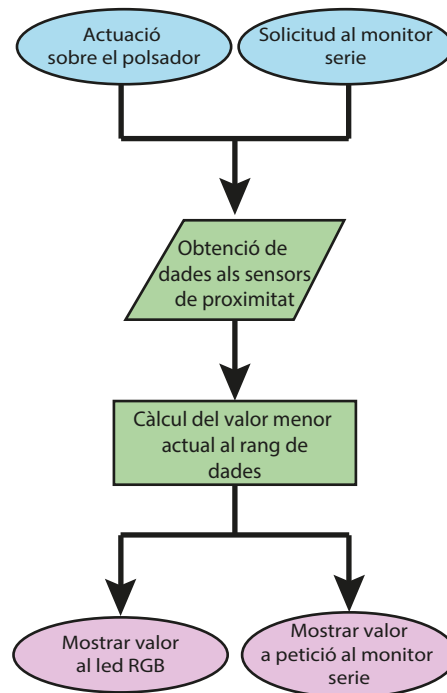 Actuació
sobre el polsador
Solicitud al monitor
serie
Obtenció de
dades als sensors
de proximitat
Càlcul del valor menor
actual al rang de
dades
Mostrar valor
al led RGB
Mostrar valor
a petició al monitor
serie